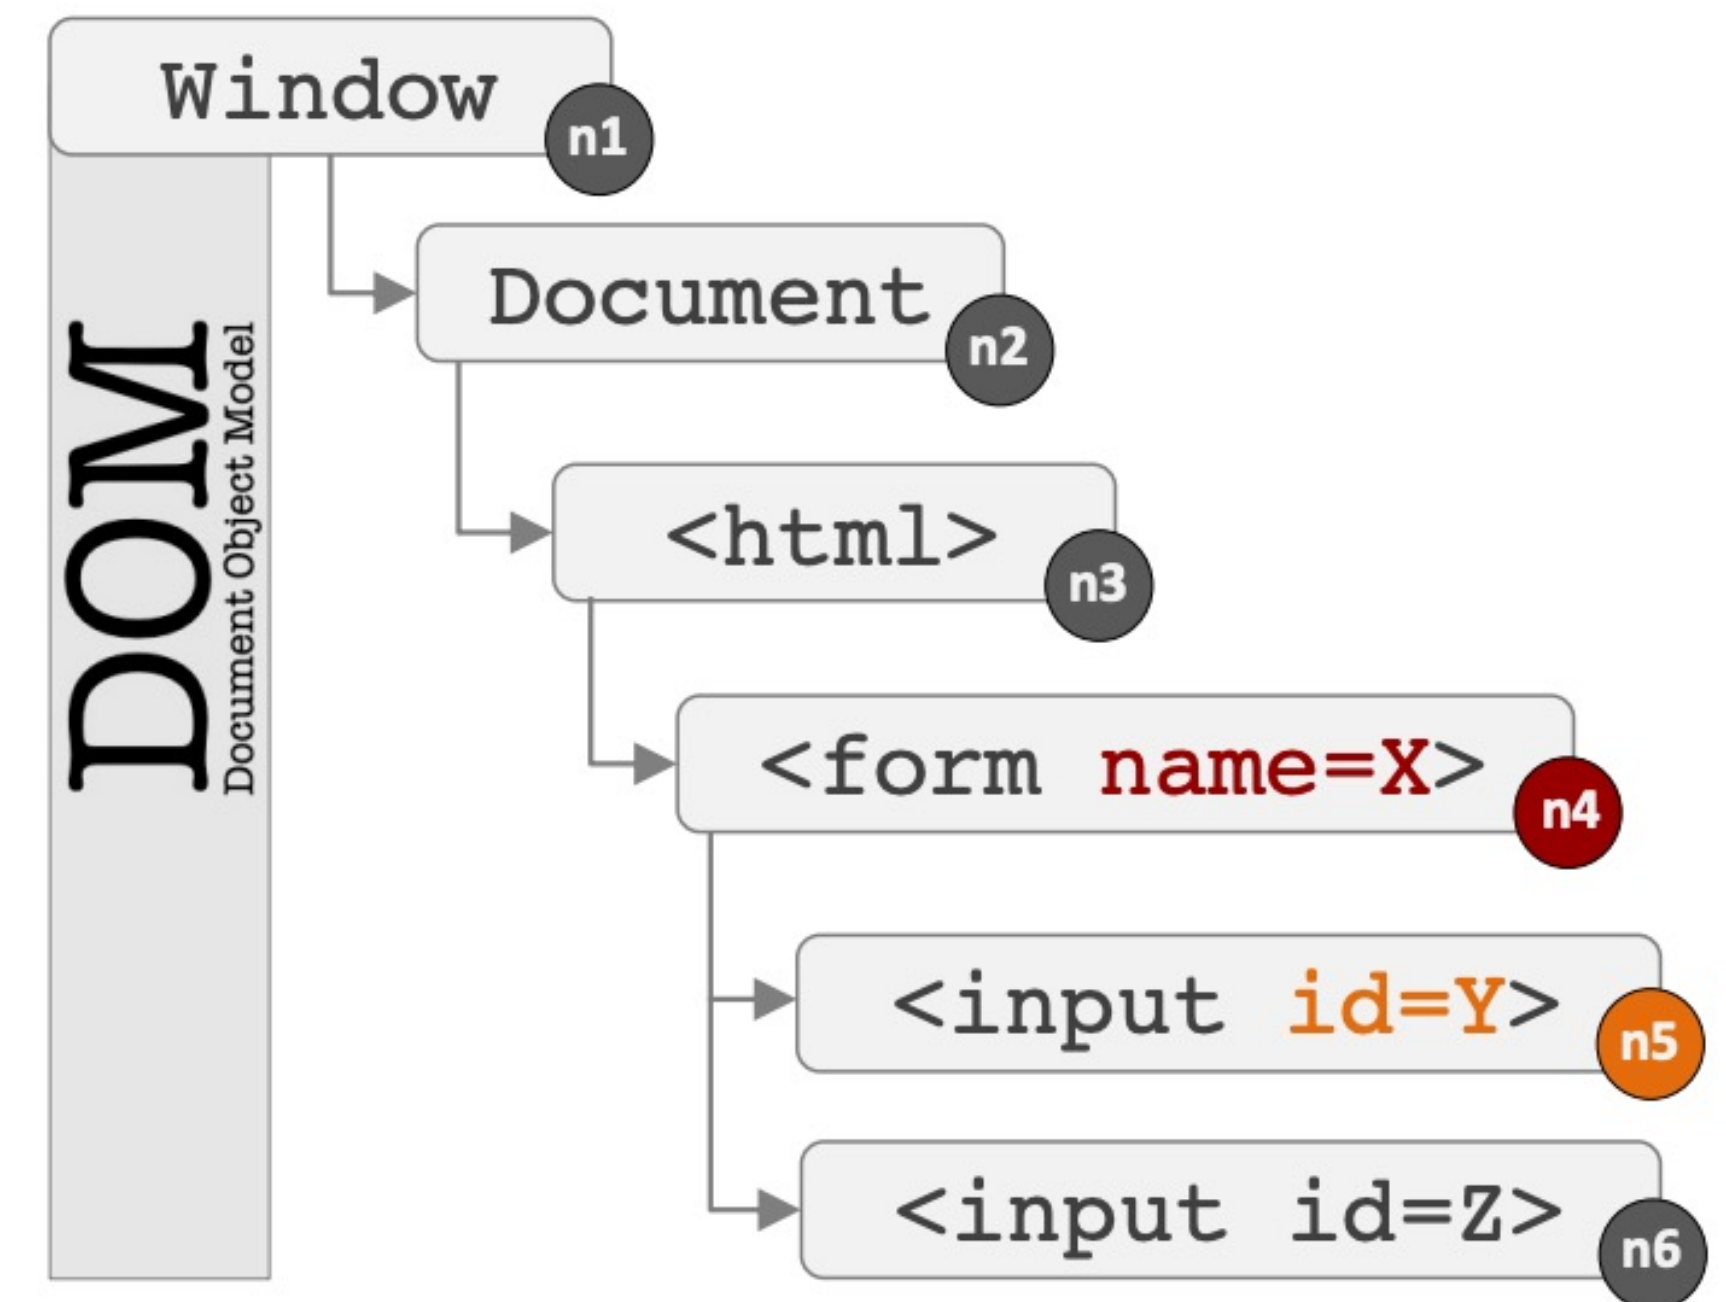 Window
n1
Document
n2
<html>
n3
<form name=X>
n4
<input id=Y>
n5
<input id=Z>
n6
DOM
Document Object Model